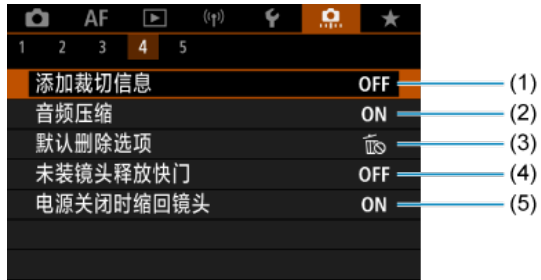 AF
1 2 3 4 5
添加裁切信息 OFF (1)
音频压缩 ON (2)
默认删除选项 (3)
未装镜头释放快门 OFF (4)
电源关闭时缩回镜头 ON (5)